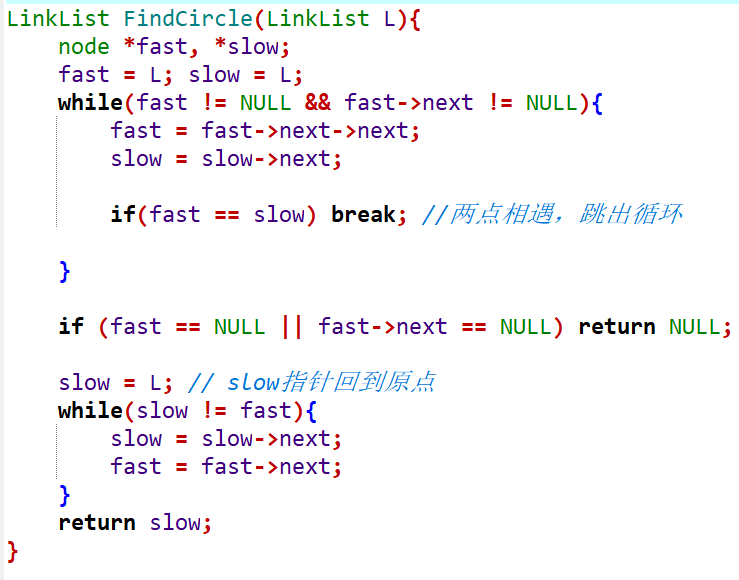 LinkList FindCircle(LinkList L){
    node *fast, *slow;
    fast = L; slow = L;
    while(fast != NULL && fast->next != NULL){
        fast = fast->next->next;
        slow = slow->next;

        if(fast == slow) break; //两点相遇，跳出循环

    }

    if (fast == NULL || fast->next == NULL) return NULL;

    slow = L; // slow指针回到原点
    while(slow != fast){
        slow = slow->next;
        fast = fast->next;
    }
    return slow;
}